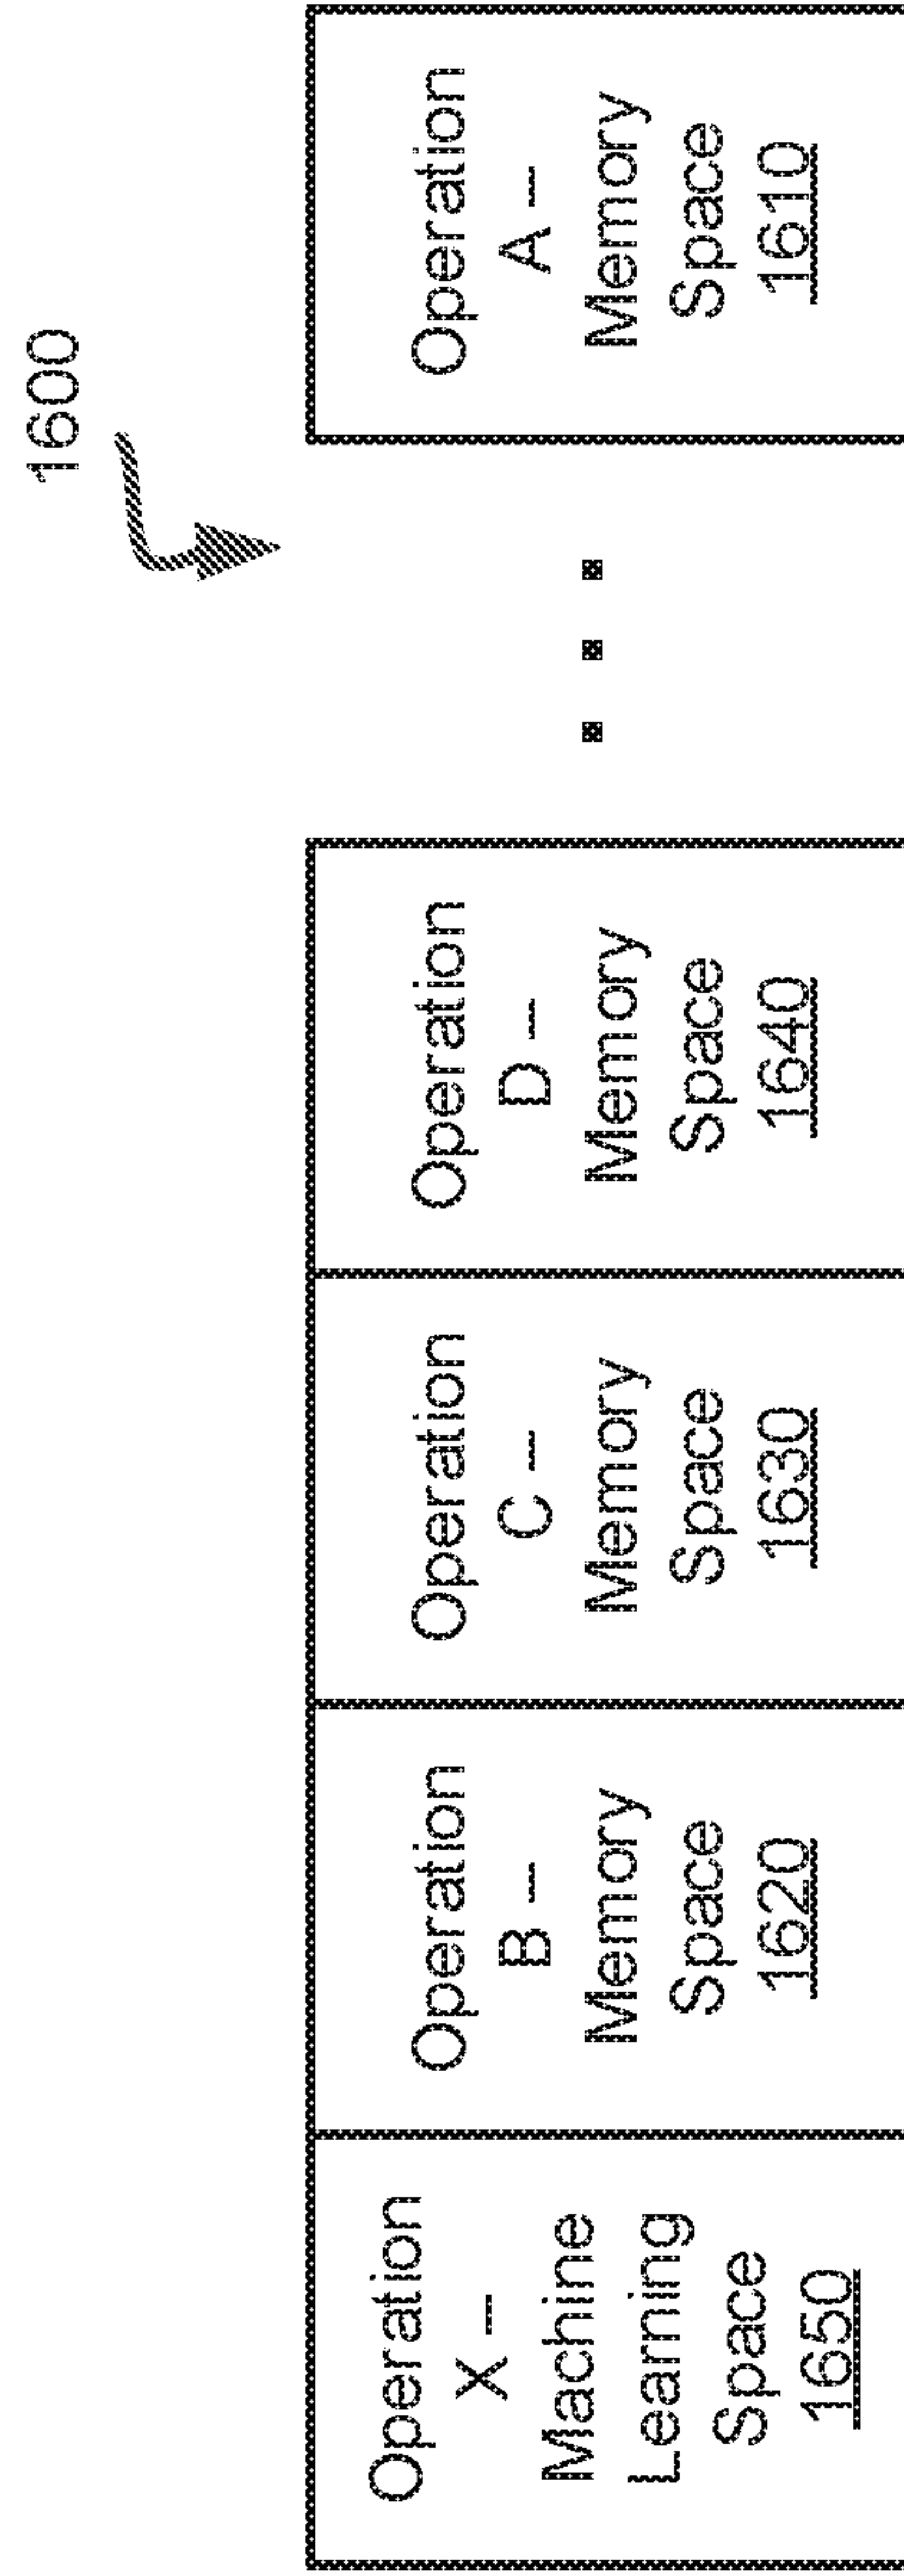 1600
Operation
X –
Machine
Learning
Space
1650
Operation
B –
Memory
Space
1620
Operation
C –
Memory
Space
1630
Operation
D –
Memory
Space
1640
Operation
A –
Memory
Space
1610